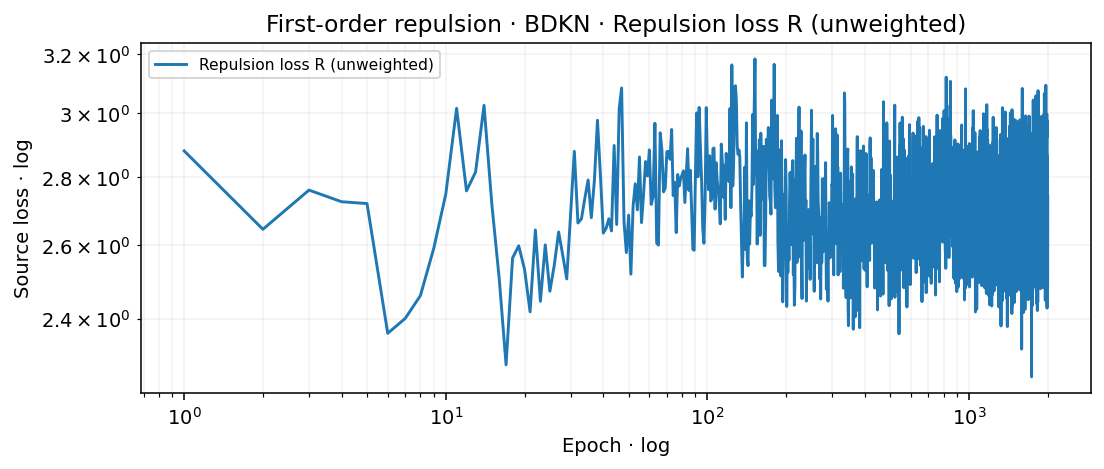 First-order repulsion · BDKN · Repulsion loss R (unweighted)
Repulsion loss R (unweighted)
Source loss · log
3.2 × 10⁰
3 × 10⁰
2.8 × 10⁰
2.6 × 10⁰
2.4 × 10⁰
10⁰ 10¹ 10² 10³
Epoch · log